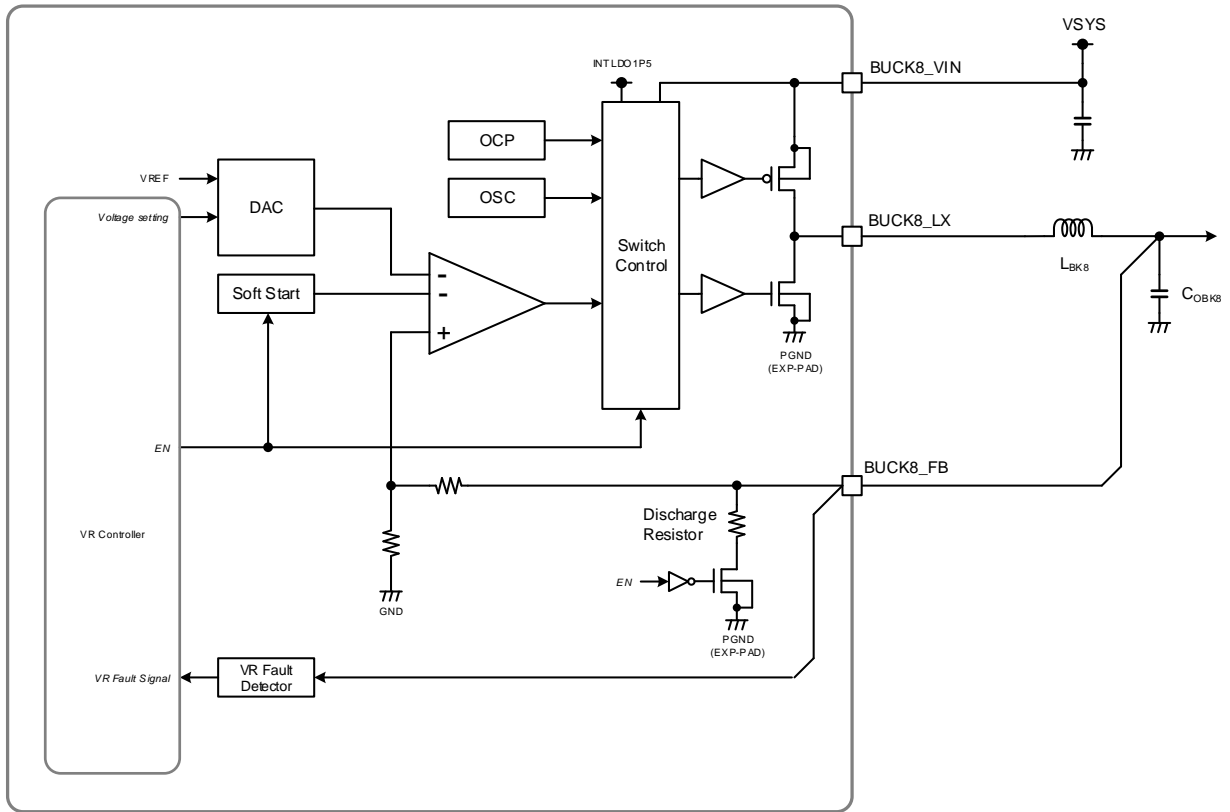 VSYS
BUCK8_VIN
INTLDO1P5
OCP
VREF
DAC
OSC
Voltage setting
BUCK8_LX
Switch
Control
LBK8
Soft Start
-
-
+
COBK8
PGND
(EXP-PAD)
EN
BUCK8_FB
Discharge
Resistor
VR Controller
EN
GND
PGND
(EXP-PAD)
VR Fault Signal
VR Fault
Detector